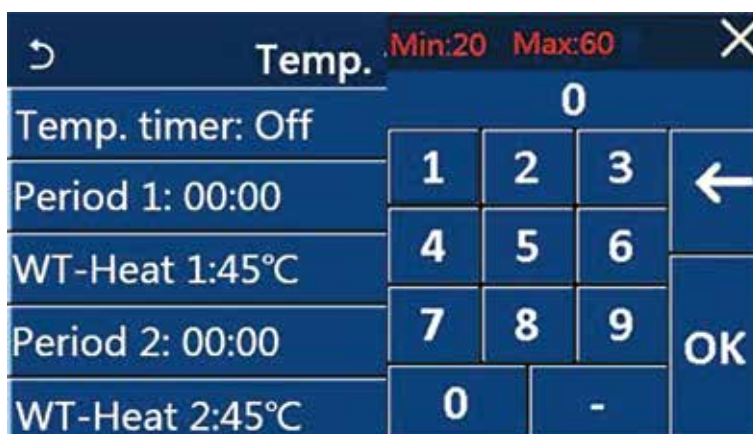 Temp.
Temp. timer: Off
Period 1: 00:00
WT-Heat 1:45℃
Period 2: 00:00
WT-Heat 2:45℃
Min:20 Max:60
0
1 2 3
4 5 6
7 8 9
0 -
OK